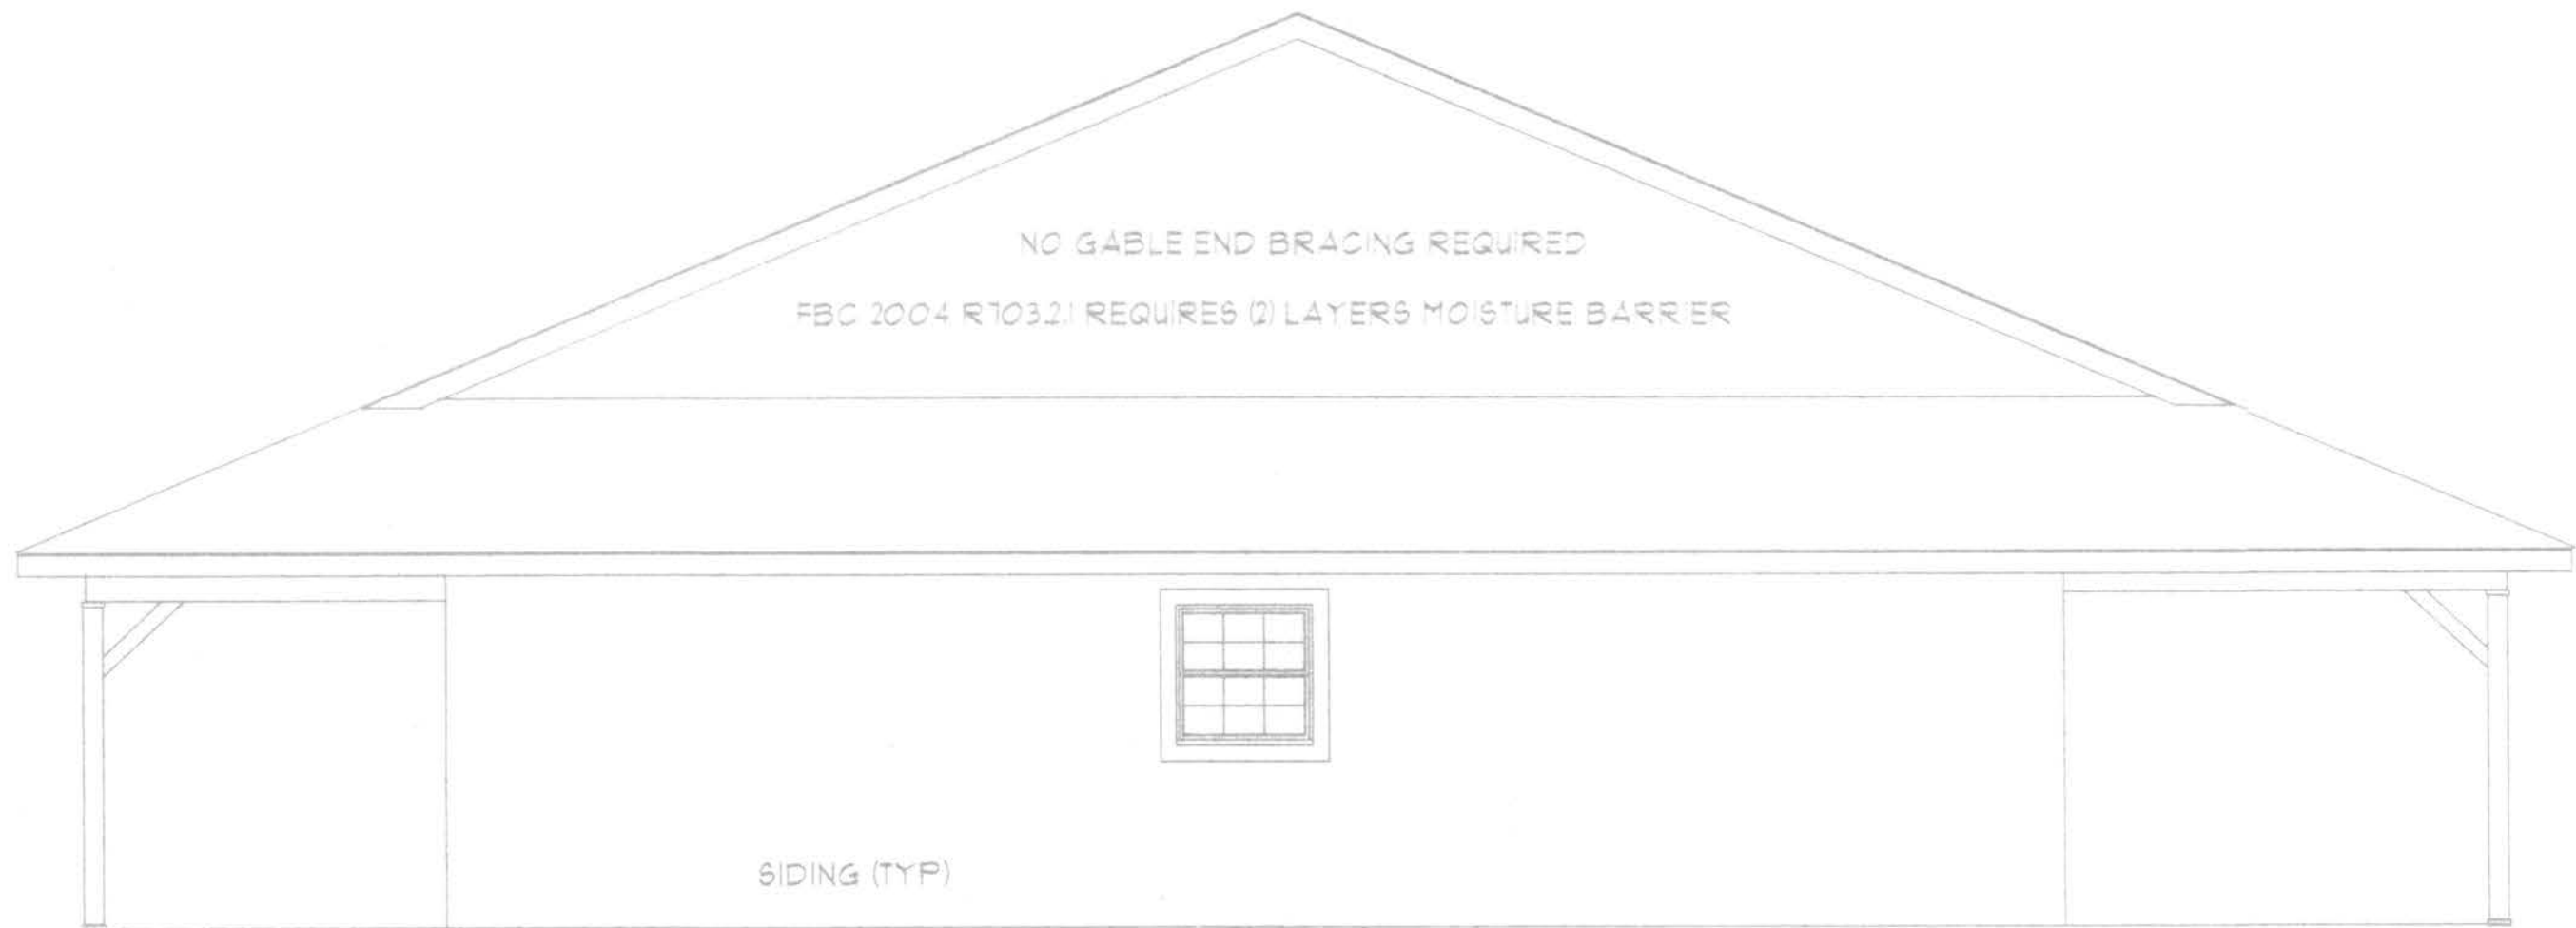 NO GABLE END BRACING REQUIRED
FBC 2004 R703.2.1 REQUIRES (2) LAYERS MOISTURE BARRIER
SIDING (TYP)